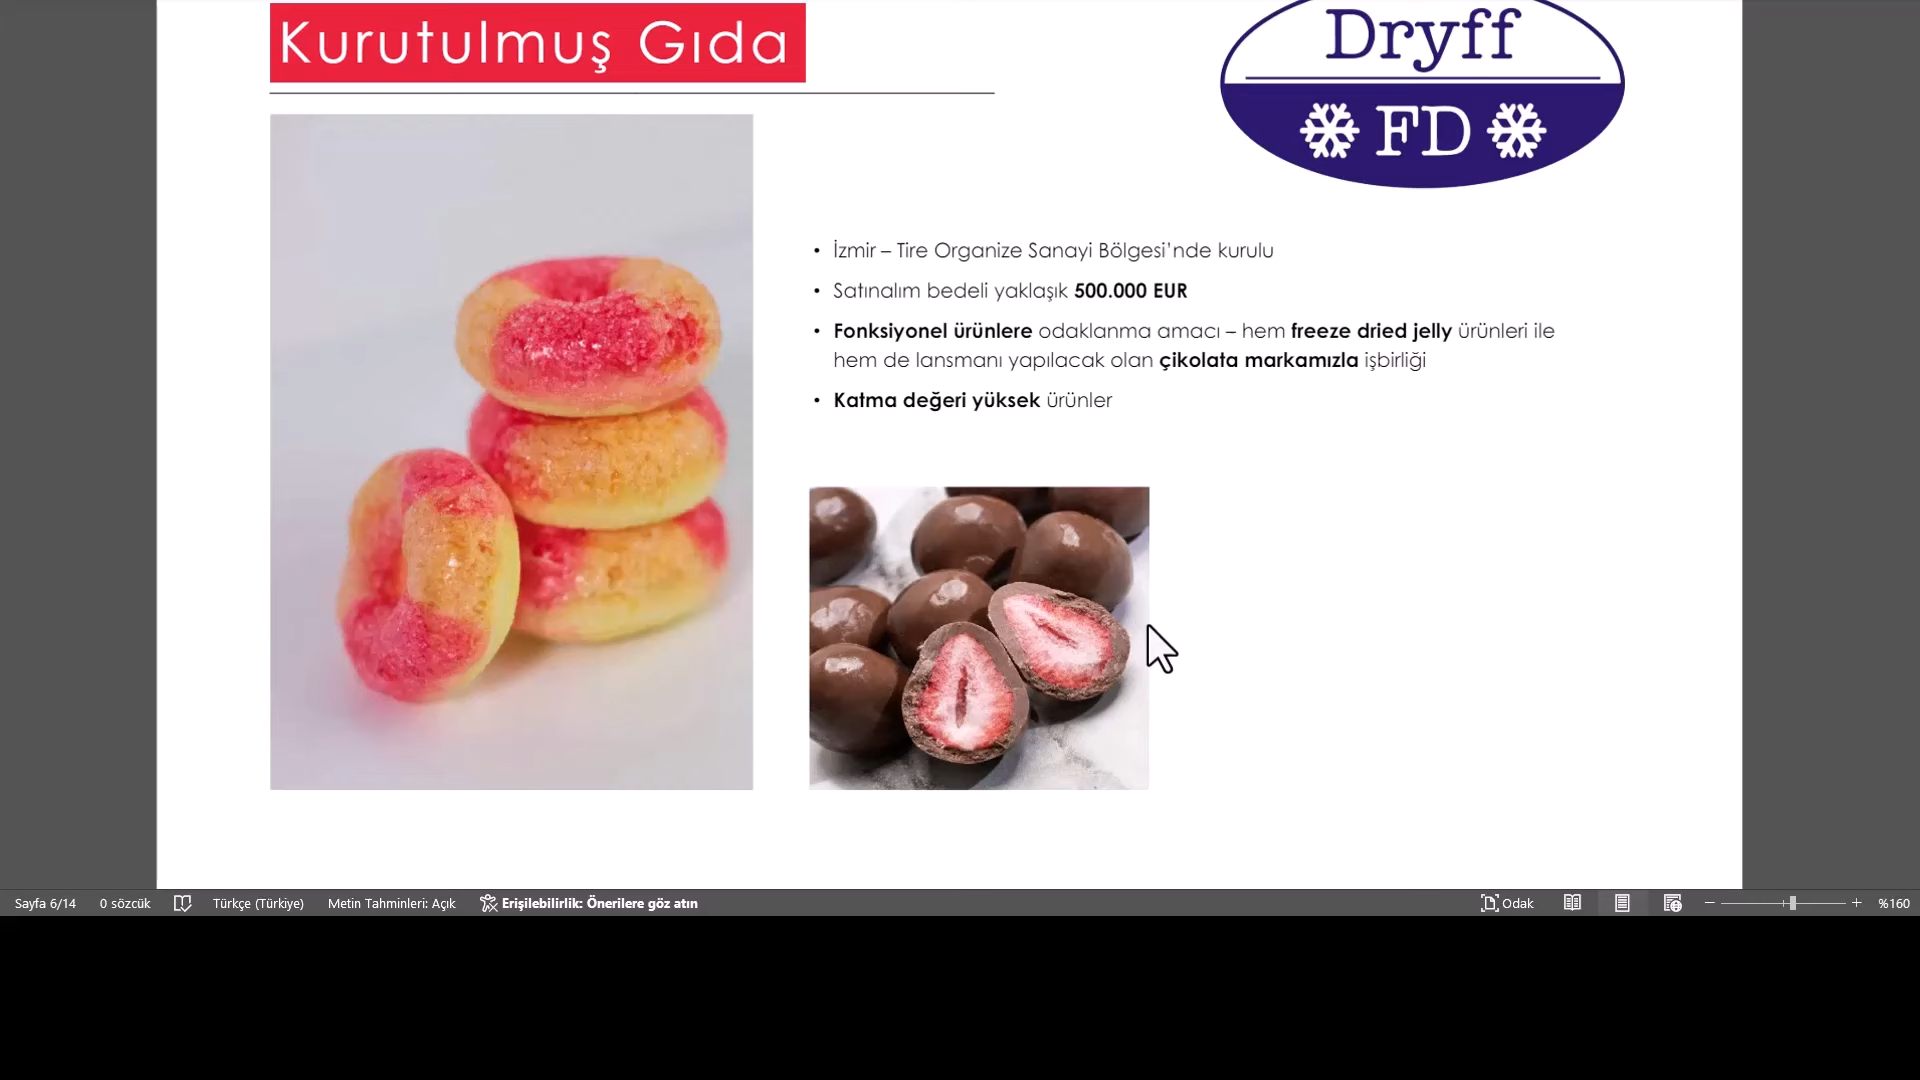 Kurutulmuş Gıda
Dryff
FD
• İzmir – Tire Organize Sanayi Bölgesi’nde kurulu
• Satınalım bedeli yaklaşık 500.000 EUR
• Fonksiyonel ürünlere odaklanma amacı – hem freeze dried jelly ürünleri ile
hem de lansmanı yapılacak olan çikolata markamızla işbirliği
• Katma değeri yüksek ürünler
Sayfa 6/14 0 sözcük Türkçe (Türkiye) Metin Tahminleri: Açık Erişilebilirlik: Önerilere göz atın Odak %160